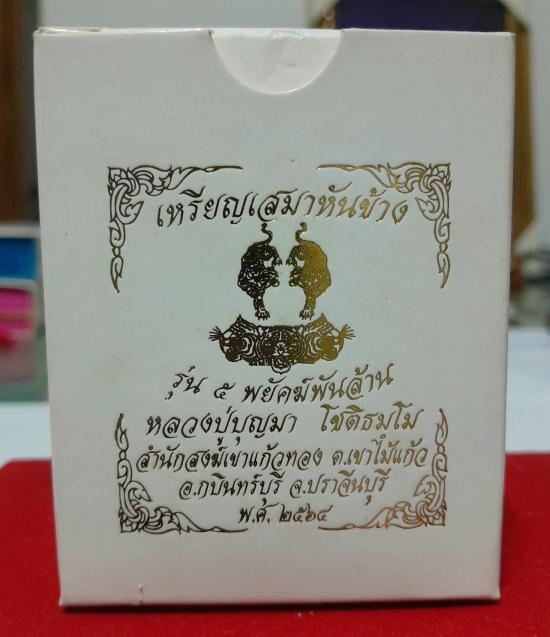 เหรียญเสมาหันข้าง
รุ่น ๕ พยัคฆ์พันล้าน
หลวงปู่บุญมา โชติธมฺโม
สำนักสงฆ์เขาแก้วทอง ต.เขาไม้แก้ว
อ.กบินทร์บุรี จ.ปราจีนบุรี
พ.ศ. ๒๕๖๔